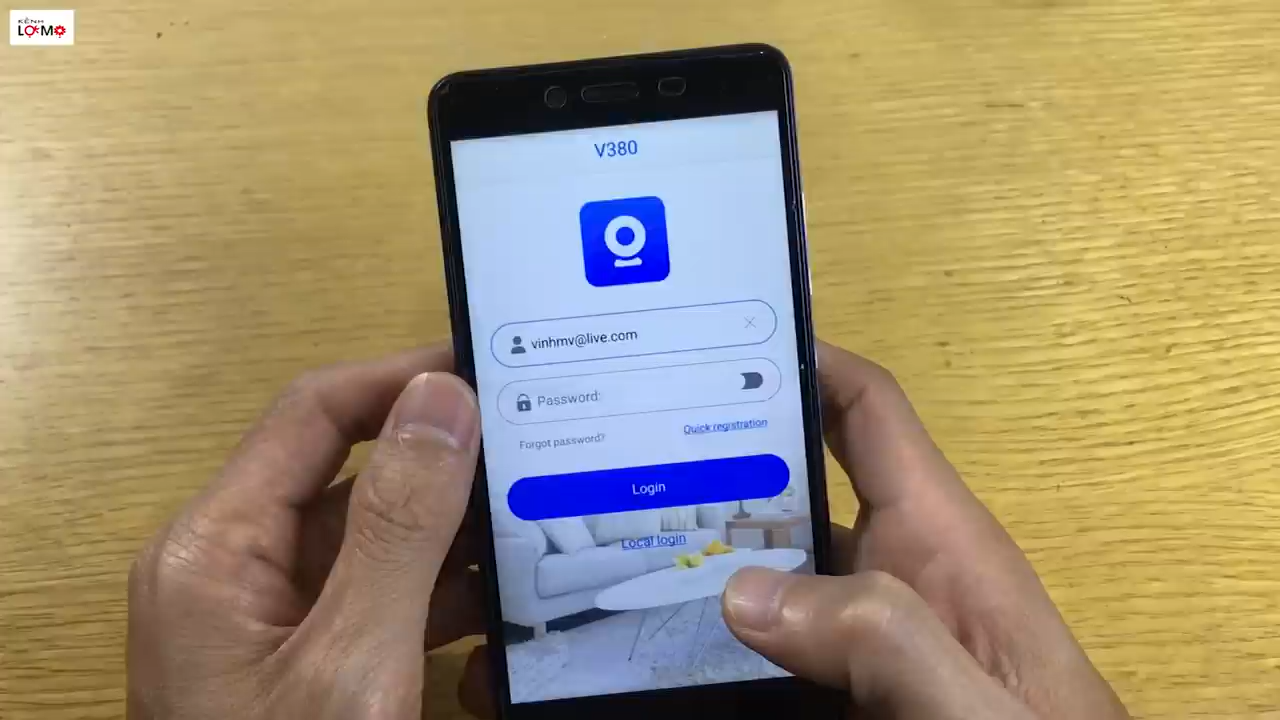 KÊNH
LOMO
V380
vinhmv@live.com
Password:
Forgot password?
Quick registration
Login
Local login